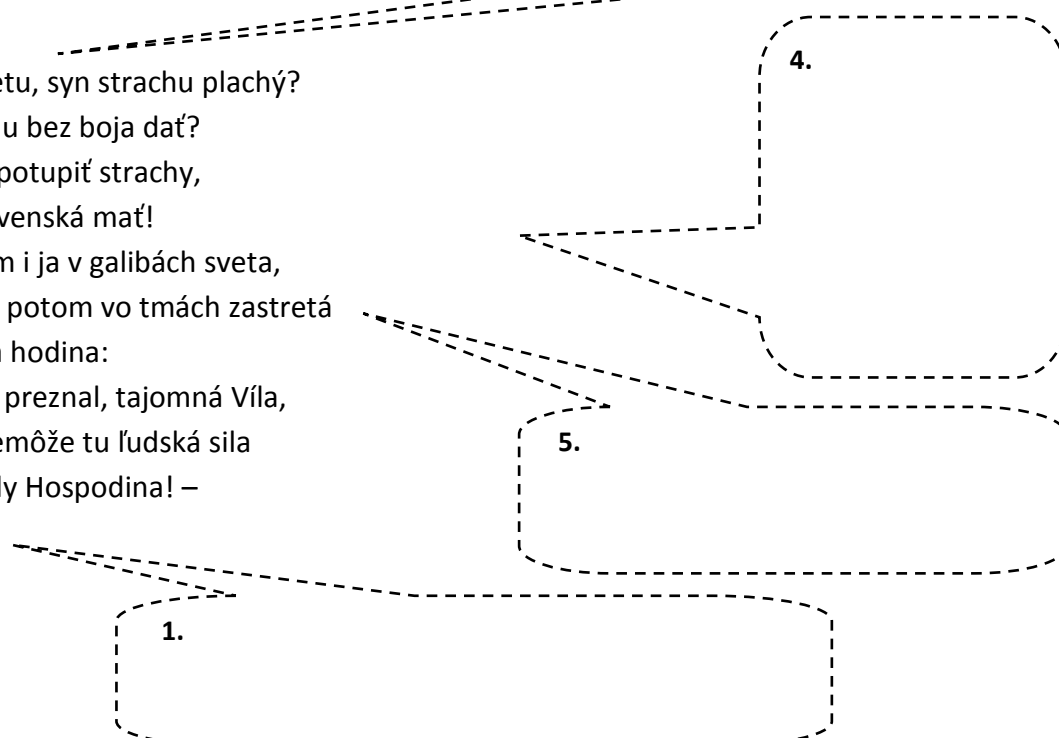 etu, syn strachu plachý?
u bez boja dať?
potupiť strachy,
venská mať!
m i ja v galibách sveta,
potom vo tmách zastretá
hodina:
preznal, tajomná Víla,
emôže tu ľudská sila
ly Hospodina! –
4.
5.
1.